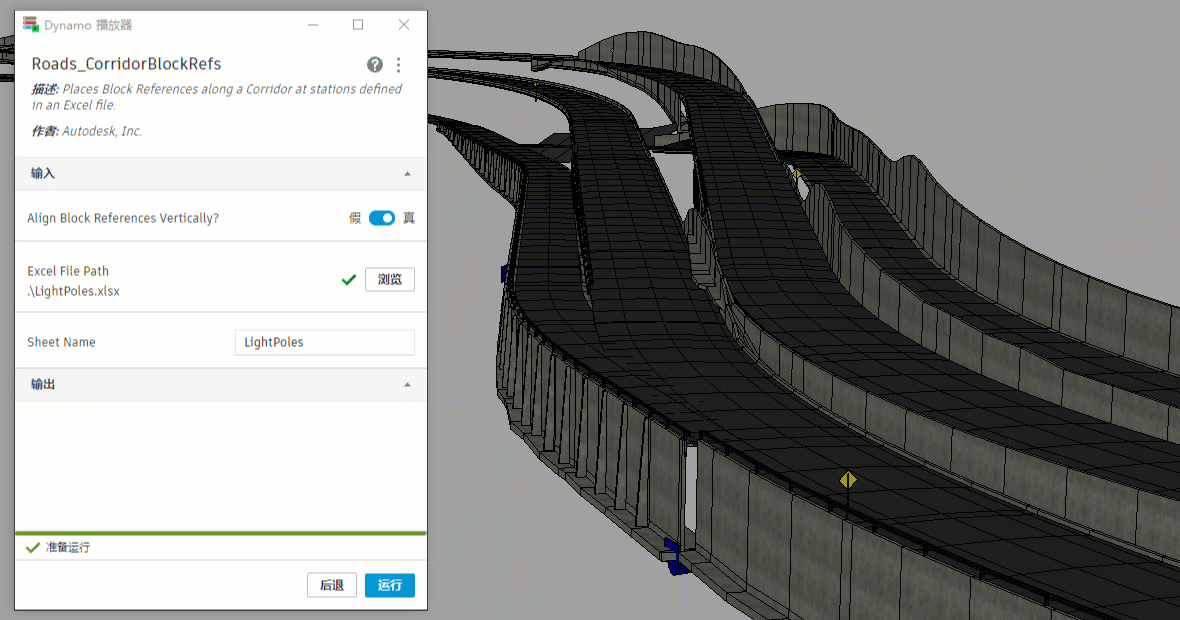 Dynamo 播放器
Roads_CorridorBlockRefs
描述: Places Block References along a Corridor at stations defined
in an Excel file.
作者: Autodesk, Inc.
输入
Align Block References Vertically?
假 真
Excel File Path
.\LightPoles.xlsx
浏览
Sheet Name
LightPoles
输出
准备运行
后退
运行